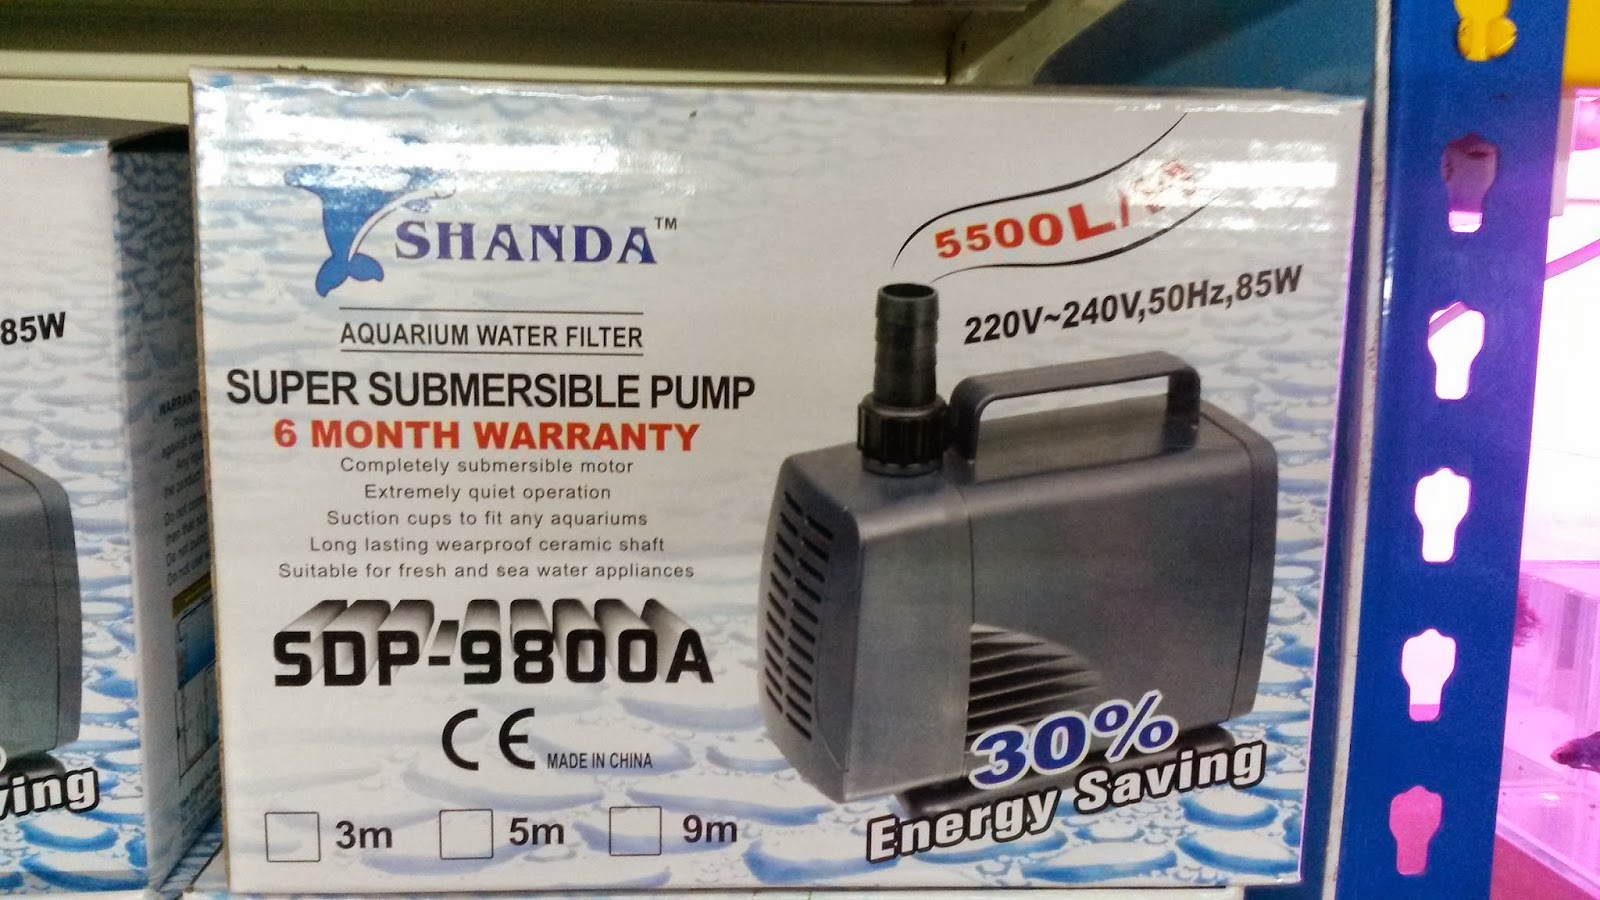 SHANDA™
AQUARIUM WATER FILTER
SUPER SUBMERSIBLE PUMP
6 MONTH WARRANTY
Completely submersible motor
Extremely quiet operation
Suction cups to fit any aquariums
Long lasting wearproof ceramic shaft
Suitable for fresh and sea water appliances
SDP-9800A
CE MADE IN CHINA
3m 5m 9m
5500L/
220V~240V,50Hz,85W
30%
Energy Saving
85W
ving